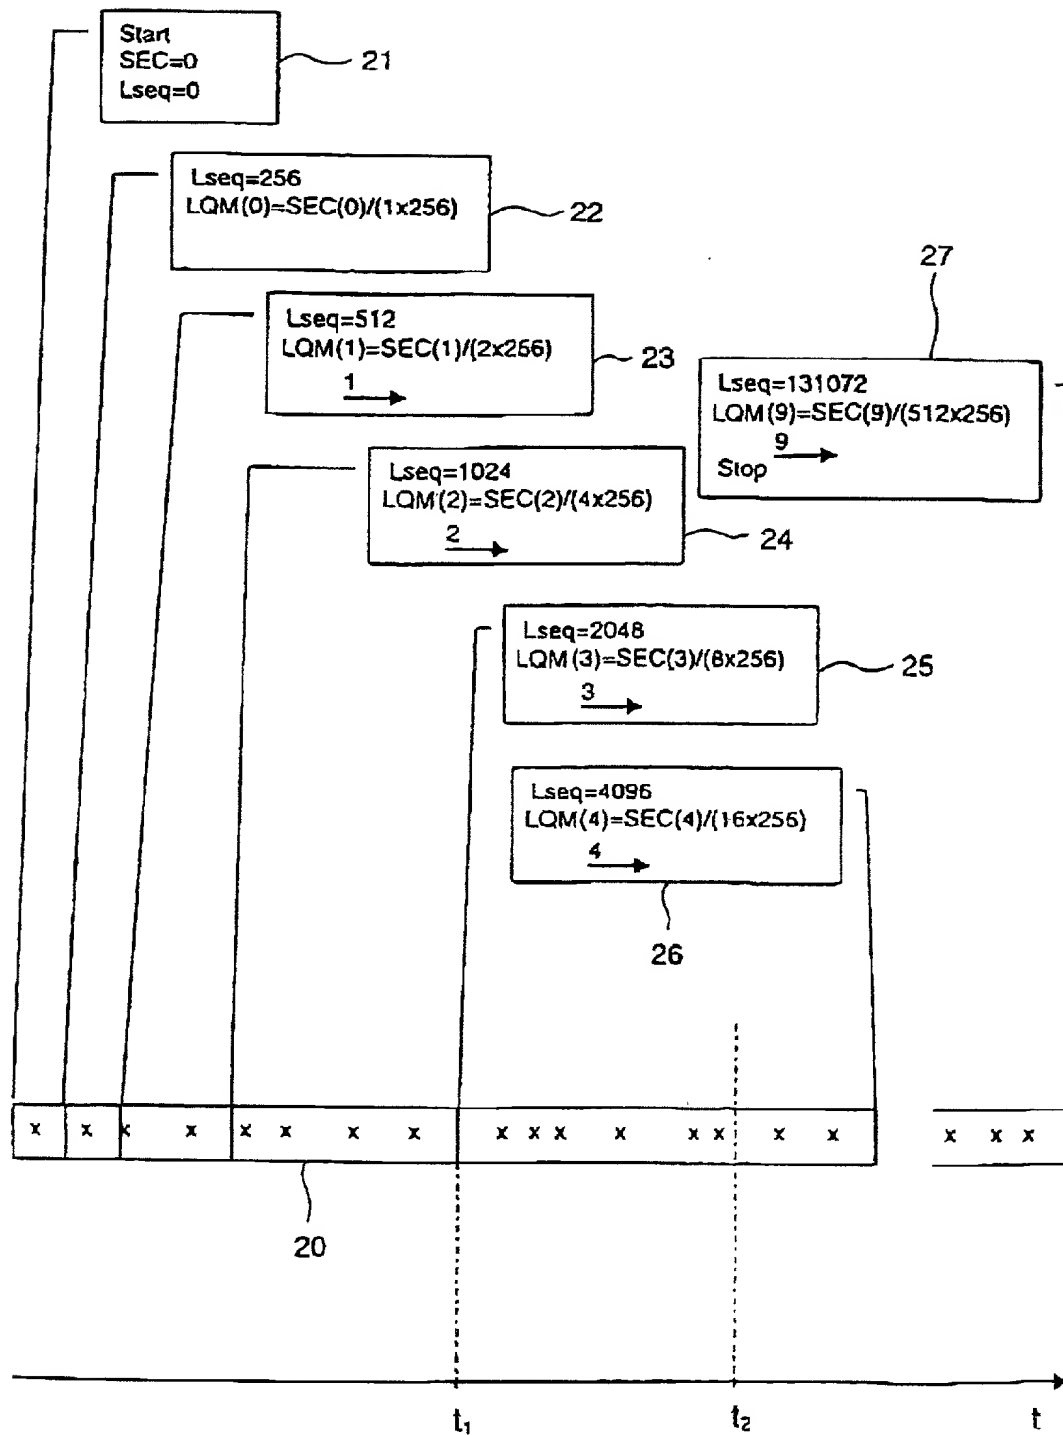 Start
SEC=0
Lseq=0
21
Lseq=256
LQM(0)=SEC(0)/(1x256)
22
Lseq=512
LQM(1)=SEC(1)/(2x256)
1
23
27
Lseq=131072
LQM(9)=SEC(9)/(512x256)
9
Stop
Lseq=1024
LQM(2)=SEC(2)/(4x256)
2
24
Lseq=2048
LQM(3)=SEC(3)/(8x256)
3
25
Lseq=4096
LQM(4)=SEC(4)/(16x256)
4
26
x x x x x x x x x x x x x x x x x x x
20
t₁ t₂ t